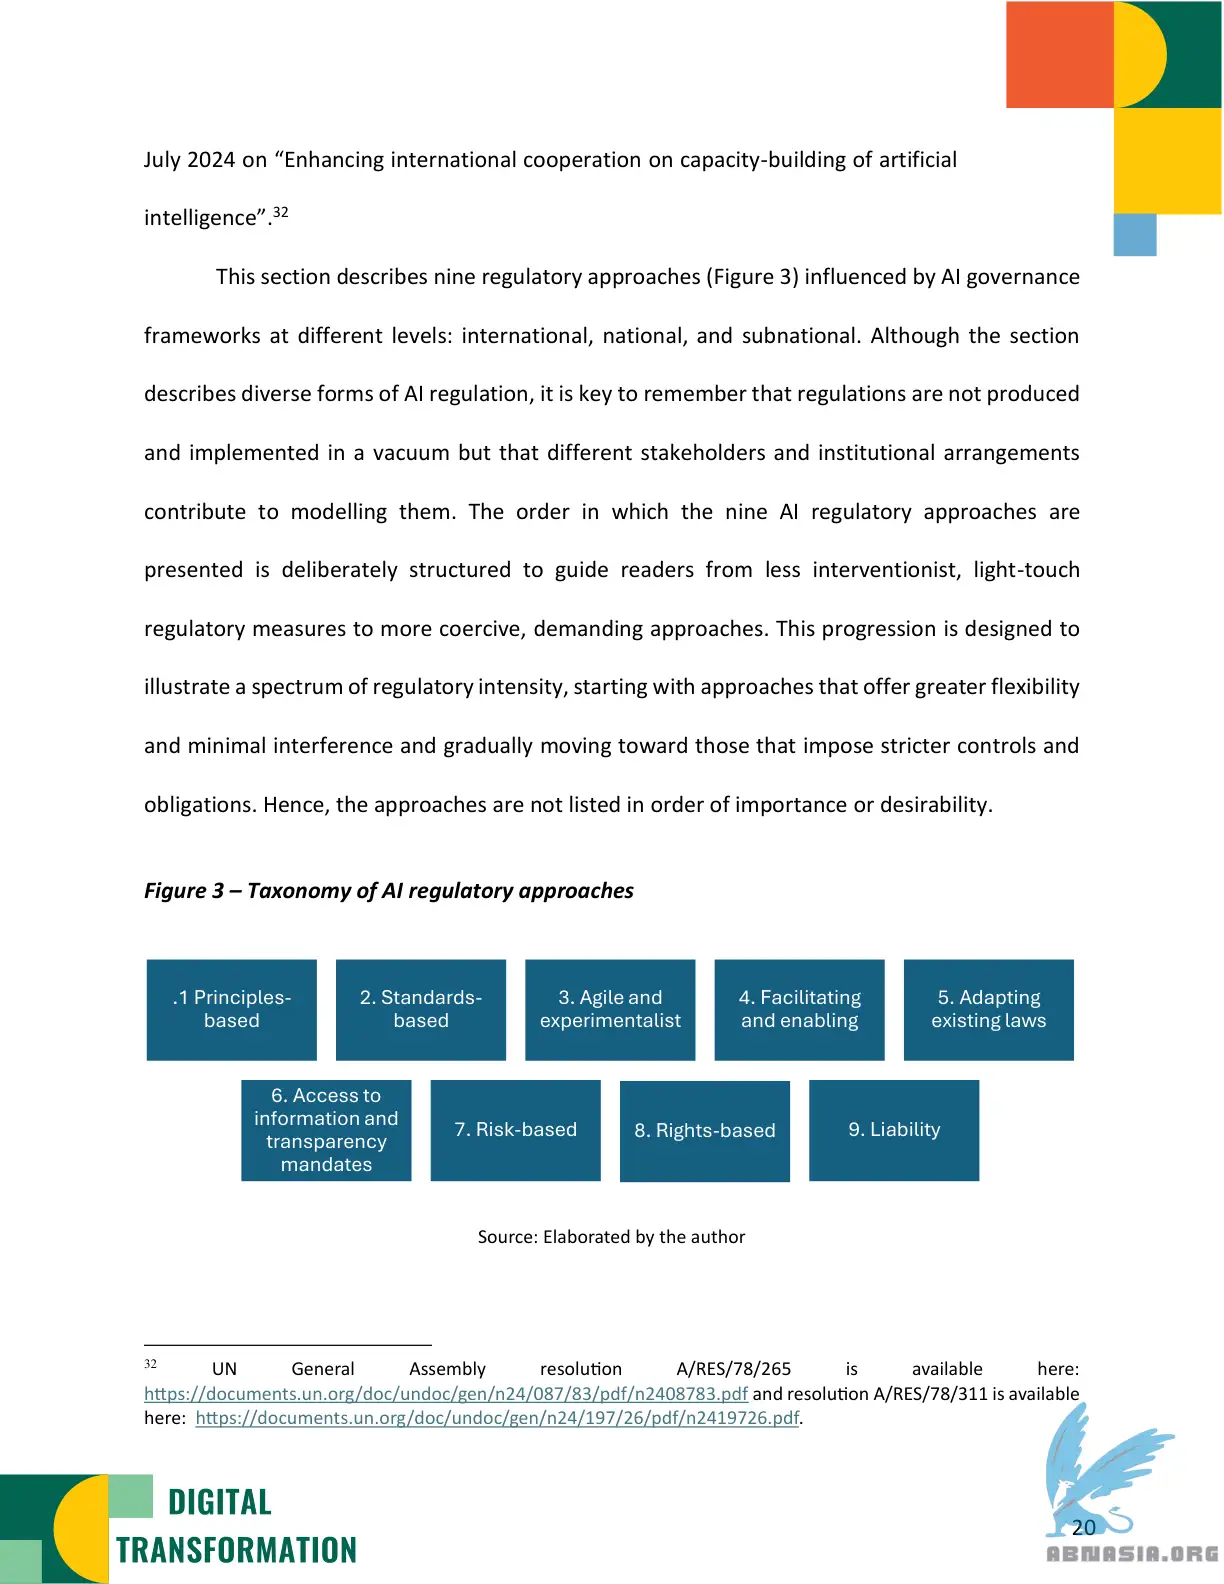 July 2024 on “Enhancing international cooperation on capacity-building of artificial
intelligence”.32
This section describes nine regulatory approaches (Figure 3) influenced by AI governance
frameworks at different levels: international, national, and subnational. Although the section
describes diverse forms of AI regulation, it is key to remember that regulations are not produced
and implemented in a vacuum but that different stakeholders and institutional arrangements
contribute to modelling them. The order in which the nine AI regulatory approaches are
presented is deliberately structured to guide readers from less interventionist, light-touch
regulatory measures to more coercive, demanding approaches. This progression is designed to
illustrate a spectrum of regulatory intensity, starting with approaches that offer greater flexibility
and minimal interference and gradually moving toward those that impose stricter controls and
obligations. Hence, the approaches are not listed in order of importance or desirability.
Figure 3 – Taxonomy of AI regulatory approaches
.1 Principles-
based
2. Standards-
based
3. Agile and
experimentalist
4. Facilitating
and enabling
5. Adapting
existing laws
6. Access to
information and
transparency
mandates
7. Risk-based
8. Rights-based
9. Liability
Source: Elaborated by the author
32 UN General Assembly resolution A/RES/78/265 is available here:
https://documents.un.org/doc/undoc/gen/n24/087/83/pdf/n2408783.pdf and resolution A/RES/78/311 is available
here: https://documents.un.org/doc/undoc/gen/n24/197/26/pdf/n2419726.pdf.
DIGITAL
TRANSFORMATION
20
ABNASIA.ORG